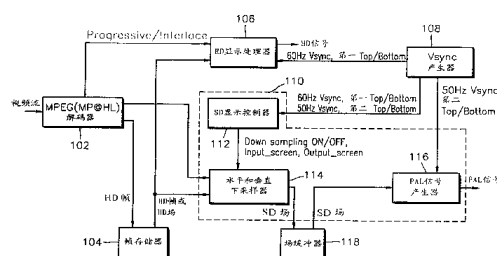 106
Progressive/Interlace
HD显示处理器
HD信号
60Hz Vsync, 第一 Top/Bottom
108
Vsync
产生器
50Hz Vsync
第二
Top/Bottom
110
60Hz Vsync, 第一 Top/Bottom
50Hz Vsync, 第二 Top/Bottom
视频流
MPEG(MP@HL)
解码器
102
SD显示控制器
112
Down sampling ON/OFF,
Input_screen, Output_screen
114
水平和垂直
下采样器
116
PAL信号
产生器
PAL信号
HD帧
HD帧或
HD场
SD 场
SD 场
104
帧存储器
场缓冲器
118